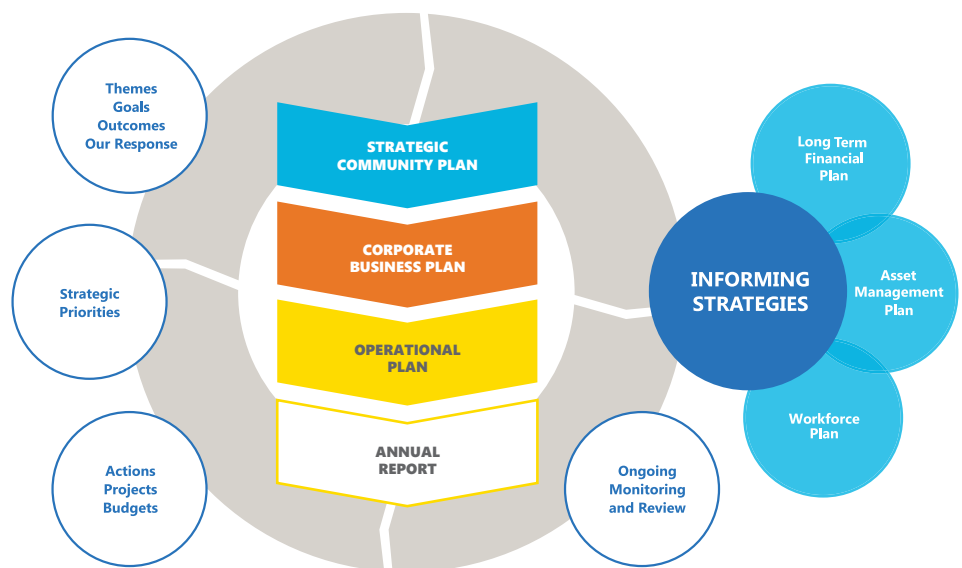 Themes
Goals
Outcomes
Our Response
STRATEGIC
COMMUNITY PLAN
Long Term
Financial
Plan
Strategic
Priorities
CORPORATE
BUSINESS PLAN
INFORMING
STRATEGIES
Asset
Management
Plan
OPERATIONAL
PLAN
Workforce
Plan
Actions
Projects
Budgets
ANNUAL
REPORT
Ongoing
Monitoring
and Review